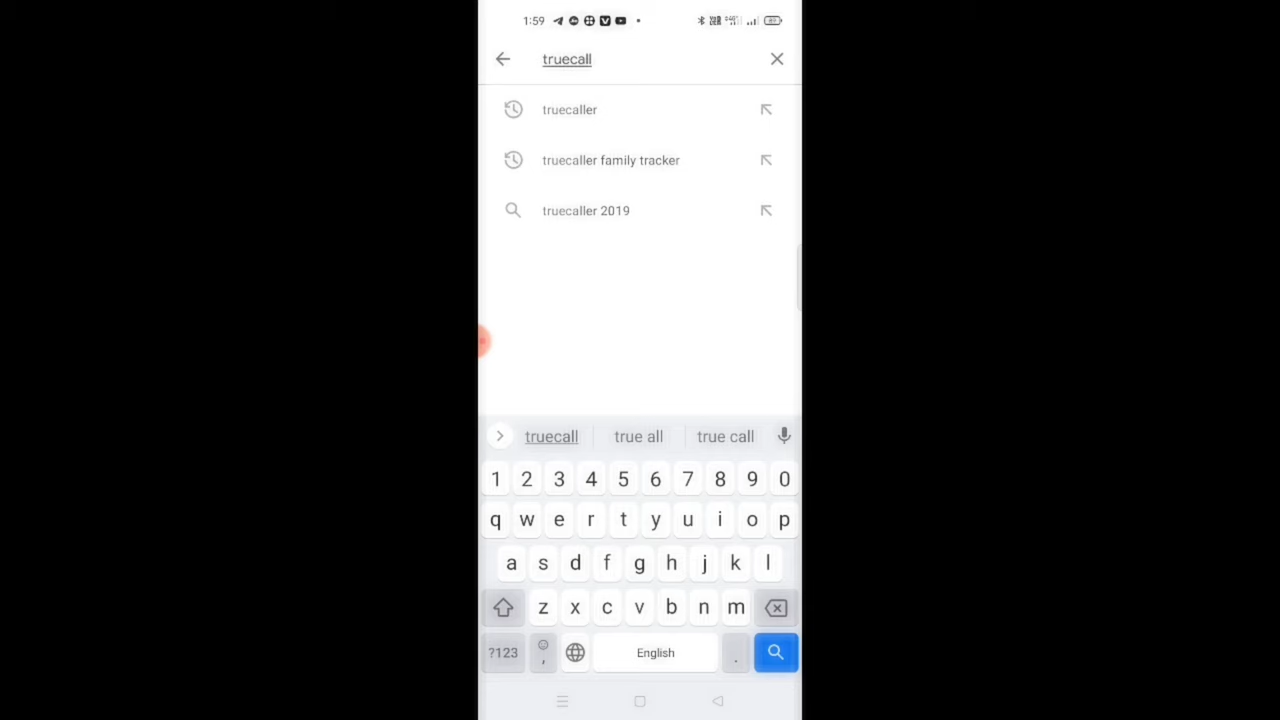 1:59
truecall
truecaller
truecaller family tracker
truecaller 2019
truecall true all true call
1 2 3 4 5 6 7 8 9 0
q w e r t y u i o p
a s d f g h j k l
z x c v b n m
?123 , English .